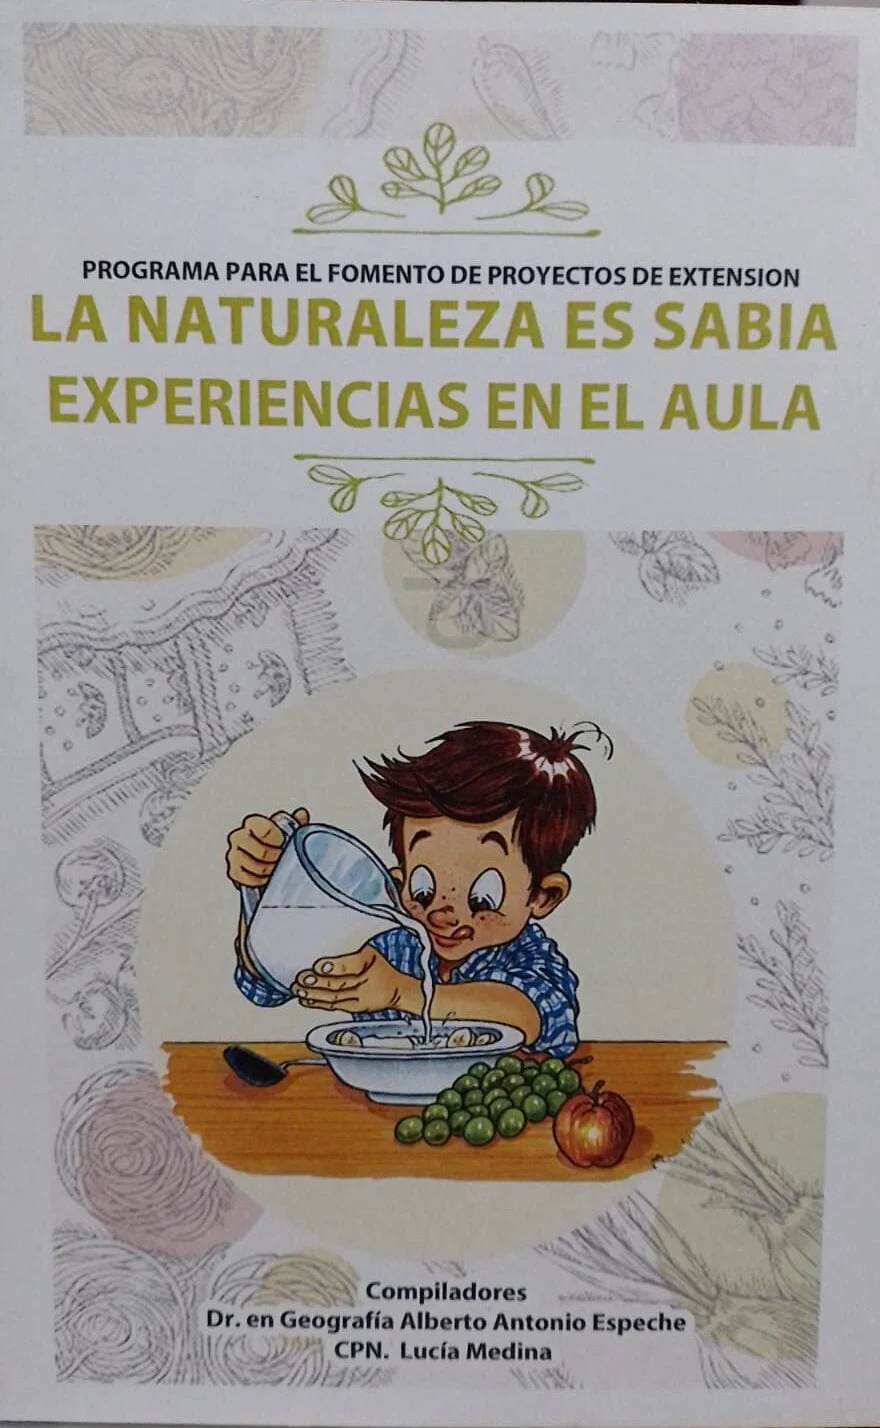 PROGRAMA PARA EL FOMENTO DE PROYECTOS DE EXTENSION
LA NATURALEZA ES SABIA
EXPERIENCIAS EN EL AULA
Compiladores
Dr. en Geografía Alberto Antonio Espeche
CPN. Lucía Medina